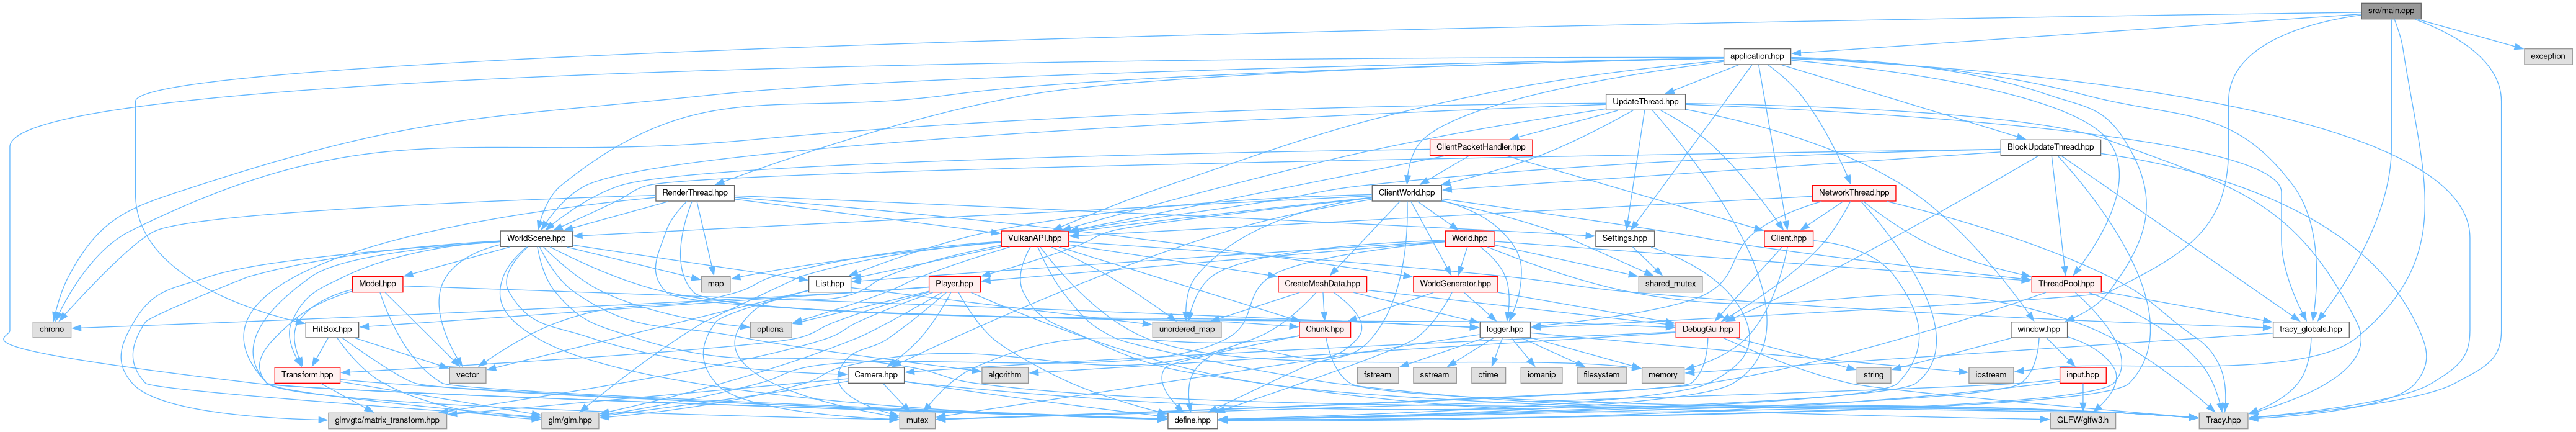 src/main.cpp
application.hpp
exception
UpdateThread.hpp
ClientPacketHandler.hpp
BlockUpdateThread.hpp
RenderThread.hpp
ClientWorld.hpp
NetworkThread.hpp
WorldScene.hpp
VulkanAPI.hpp
World.hpp
Settings.hpp
Client.hpp
Model.hpp
map
List.hpp
Player.hpp
CreateMeshData.hpp
WorldGenerator.hpp
shared_mutex
ThreadPool.hpp
chrono
HitBox.hpp
optional
unordered_map
Chunk.hpp
logger.hpp
DebugGui.hpp
window.hpp
tracy_globals.hpp
Transform.hpp
vector
Camera.hpp
algorithm
fstream
sstream
ctime
iomanip
filesystem
memory
string
iostream
input.hpp
glm/gtc/matrix_transform.hpp
glm/glm.hpp
mutex
define.hpp
GLFW/glfw3.h
Tracy.hpp